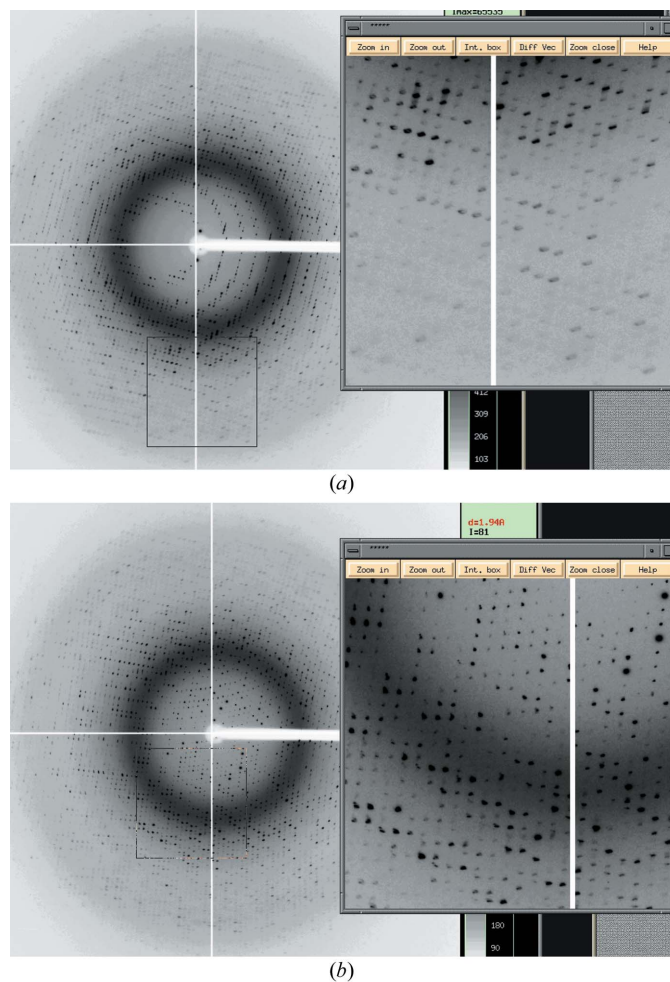 Imax=65535
*****
Zoom in Zoom out Int. box Diff Vec Zoom close Help
412
309
206
103
(a)
d=1.94A
I=81
*****
Zoom in Zoom out Int. box Diff Vec Zoom close Help
180
90
(b)